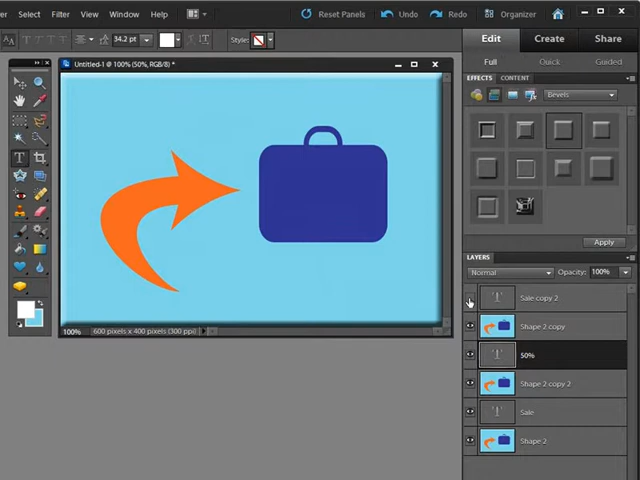 Select Filter View Window Help Reset Panels Undo Redo Organizer
34.2 pt Style: Edit Create Share
Full Quick Guided
Untitled-1 @ 100% (50%, RGB/8) *
EFFECTS CONTENT
Bevels
Apply
LAYERS
Normal Opacity: 100%
Sale copy 2
Shape 2 copy
50%
Shape 2 copy 2
Sale
Shape 2
100% 600 pixels x 400 pixels (300 ppi)